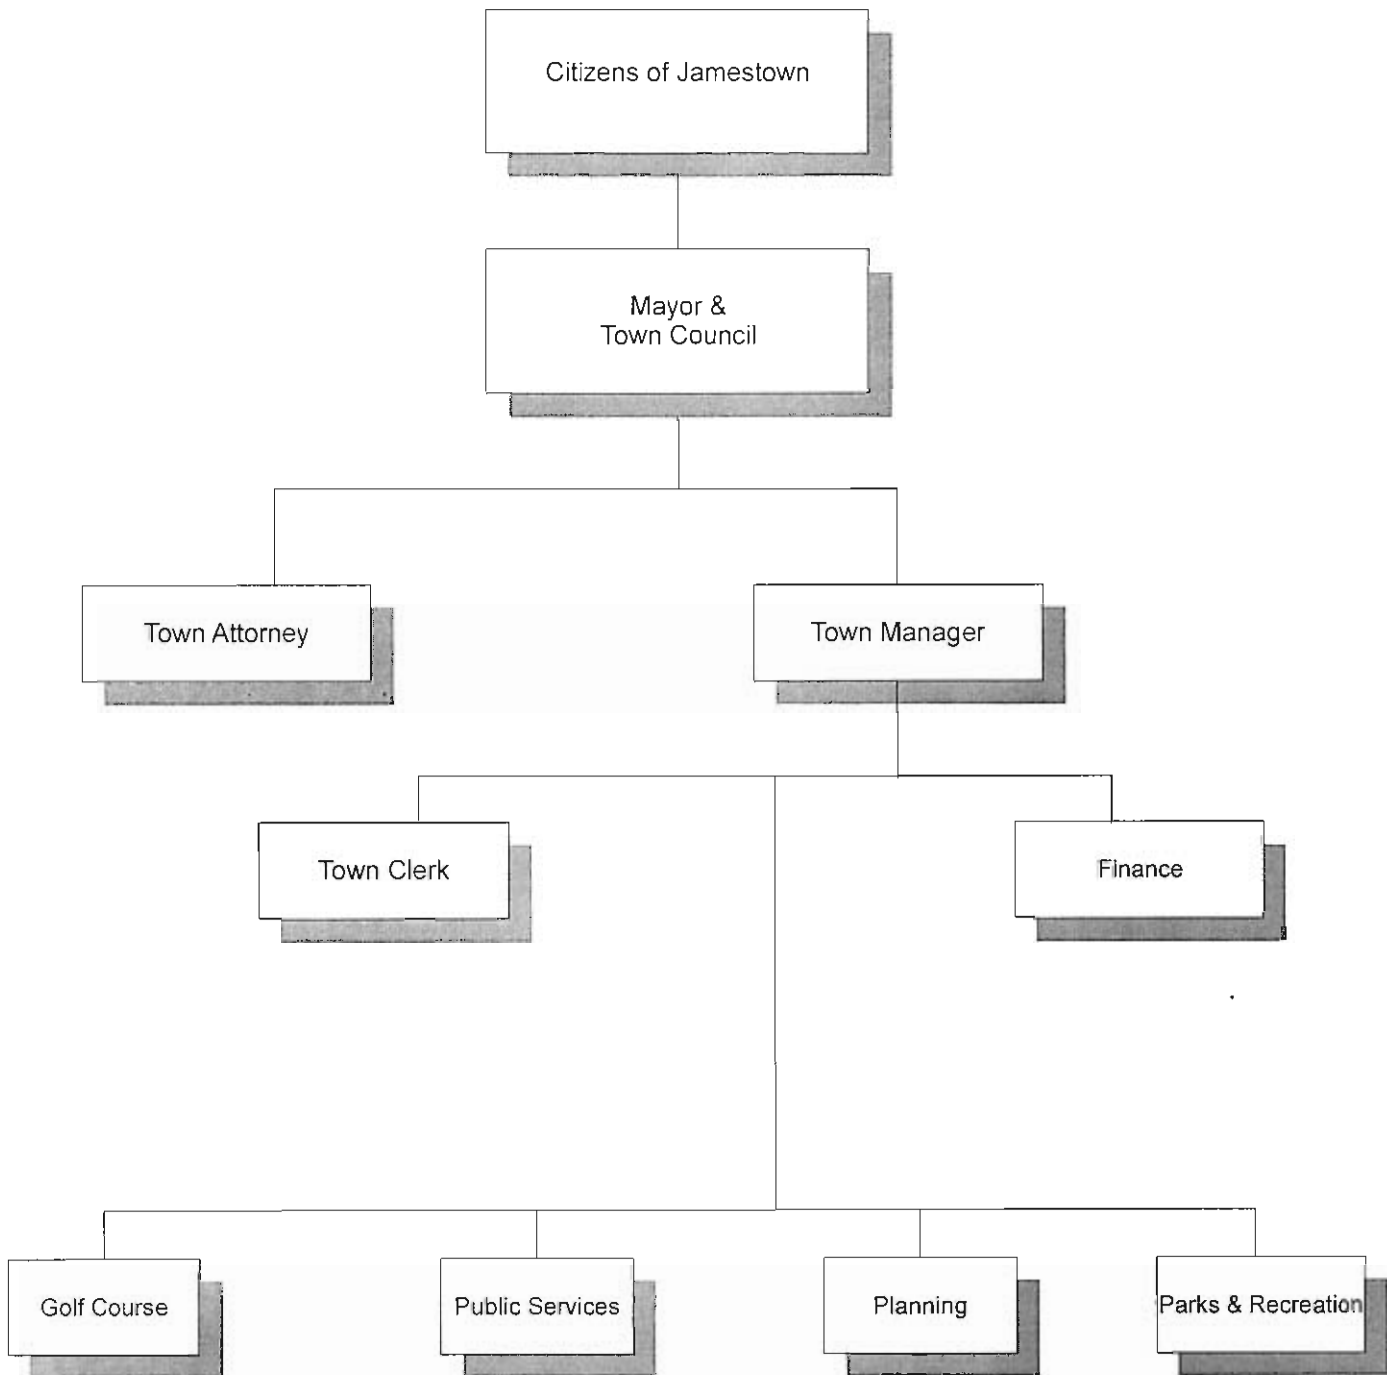 Citizens of Jamestown
Mayor &
Town Council
Town Attorney
Town Manager
Town Clerk
Finance
Golf Course
Public Services
Planning
Parks & Recreation